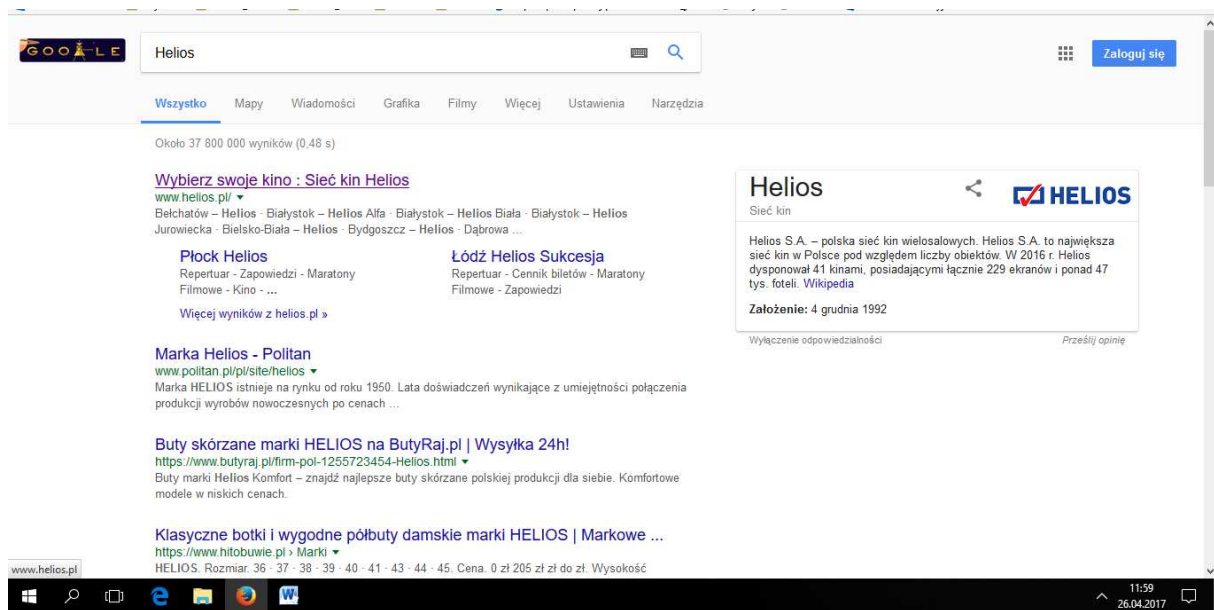 GOO LE
Helios
Zaloguj się
Wszystko Mapy Wiadomości Grafika Filmy Więcej Ustawienia Narzędzia
Około 37 800 000 wyników (0,48 s)
Wybierz swoje kino : Sieć kin Helios
www.helios.pl/
Bełchatów – Helios · Białystok – Helios Alfa · Białystok – Helios Biała · Białystok – Helios
Jurowiecka · Bielsko-Biała – Helios · Bydgoszcz – Helios · Dąbrowa ...
Płock Helios
Repertuar - Zapowiedzi - Maratony
Filmowe - Kino - ...
Łódź Helios Sukcesja
Repertuar - Cennik biletów - Maratony
Filmowe - Zapowiedzi
Więcej wyników z helios.pl »
Marka Helios - Politan
www.politan.pl/pl/site/helios
Marka HELIOS istnieje na rynku od roku 1950. Lata doświadczeń wynikające z umiejętności połączenia
produkcji wyrobów nowoczesnych po cenach ...
Buty skórzane marki HELIOS na ButyRaj.pl | Wysyłka 24h!
https://www.butyraj.pl/firm-pol-1255723454-Helios.html
Buty marki Helios Komfort – znajdź najlepsze buty skórzane polskiej produkcji dla siebie. Komfortowe
modele w niskich cenach.
Klasyczne botki i wygodne półbuty damskie marki HELIOS | Markowe ...
https://www.hitobuwie.pl › Marki
HELIOS. Rozmiar. 36 · 37 · 38 · 39 · 40 · 41 · 43 · 44 · 45. Cena. 0 zł 205 zł zł do zł. Wysokość
Helios
Sieć kin
HELIOS
Helios S.A. – polska sieć kin wielosalowych. Helios S.A. to największa
sieć kin w Polsce pod względem liczby obiektów. W 2016 r. Helios
dysponował 41 kinami, posiadającymi łącznie 229 ekranów i ponad 47
tys. foteli. Wikipedia
Założenie: 4 grudnia 1992
Wyłączenie odpowiedzialności
Prześlij opinię
www.helios.pl
11:59
26.04.2017